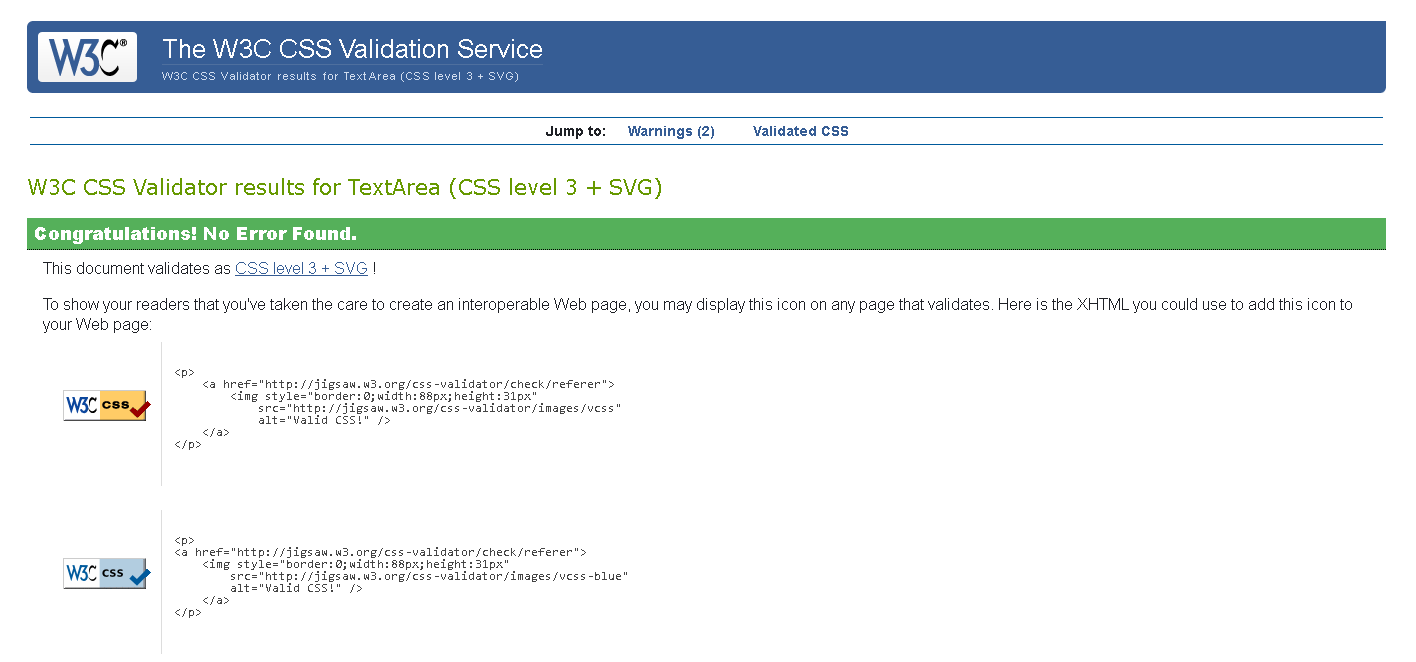 W3C®
The W3C CSS Validation Service
W3C CSS Validator results for TextArea (CSS level 3 + SVG)
Jump to: Warnings (2) Validated CSS
W3C CSS Validator results for TextArea (CSS level 3 + SVG)
Congratulations! No Error Found.
This document validates as CSS level 3 + SVG !
To show your readers that you've taken the care to create an interoperable Web page, you may display this icon on any page that validates. Here is the XHTML you could use to add this icon to
your Web page:
W3C css
<p>
<a href="http://jigsaw.w3.org/css-validator/check/referer">
<img style="border:0;width:88px;height:31px"
src="http://jigsaw.w3.org/css-validator/images/vcss"
alt="Valid CSS!" />
</a>
</p>
W3C css
<p>
<a href="http://jigsaw.w3.org/css-validator/check/referer">
<img style="border:0;width:88px;height:31px"
src="http://jigsaw.w3.org/css-validator/images/vcss-blue"
alt="Valid CSS!" />
</a>
</p>